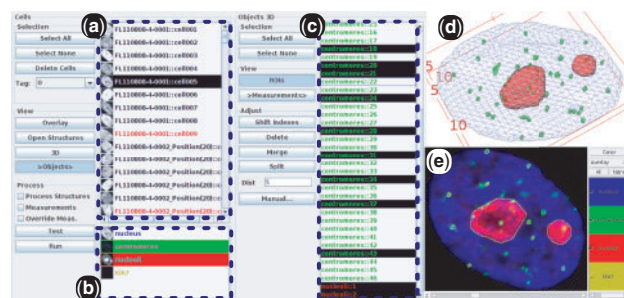 Cells
Selection
Select All
Select None
Delete Cells
Tag: 0
View
Overlay
Open Structures
3D
>Objects>
Process
Process Structures
Measurements
Override Meas.
Test
Run
(a)
FL110808-4-0001::cell001
FL110808-4-0001::cell002
FL110808-4-0001::cell003
FL110808-4-0001::cell004
FL110808-4-0001::cell005
FL110808-4-0001::cell006
FL110808-4-0001::cell007
FL110808-4-0001::cell008
FL110808-4-0001::cell009
(b)
nucleus
centromeres
nucleoli
Objects 3D
Selection
Select All
Select None
View
ROIs
>Measurements>
Adjust
Shift Indexes
Delete
Merge
Split
Dist 5
Manual...
(c)
centromeres::16
centromeres::17
centromeres::18
centromeres::19
centromeres::20
centromeres::21
centromeres::22
centromeres::23
centromeres::24
centromeres::25
centromeres::26
centromeres::27
centromeres::28
centromeres::29
centromeres::30
centromeres::31
centromeres::32
centromeres::33
centromeres::34
centromeres::35
centromeres::36
centromeres::37
centromeres::38
centromeres::39
centromeres::40
centromeres::41
centromeres::42
centromeres::43
centromeres::44
centromeres::45
centromeres::46
nucleoli:1
nucleoli:2
(d)
5
5
10
10
(e)